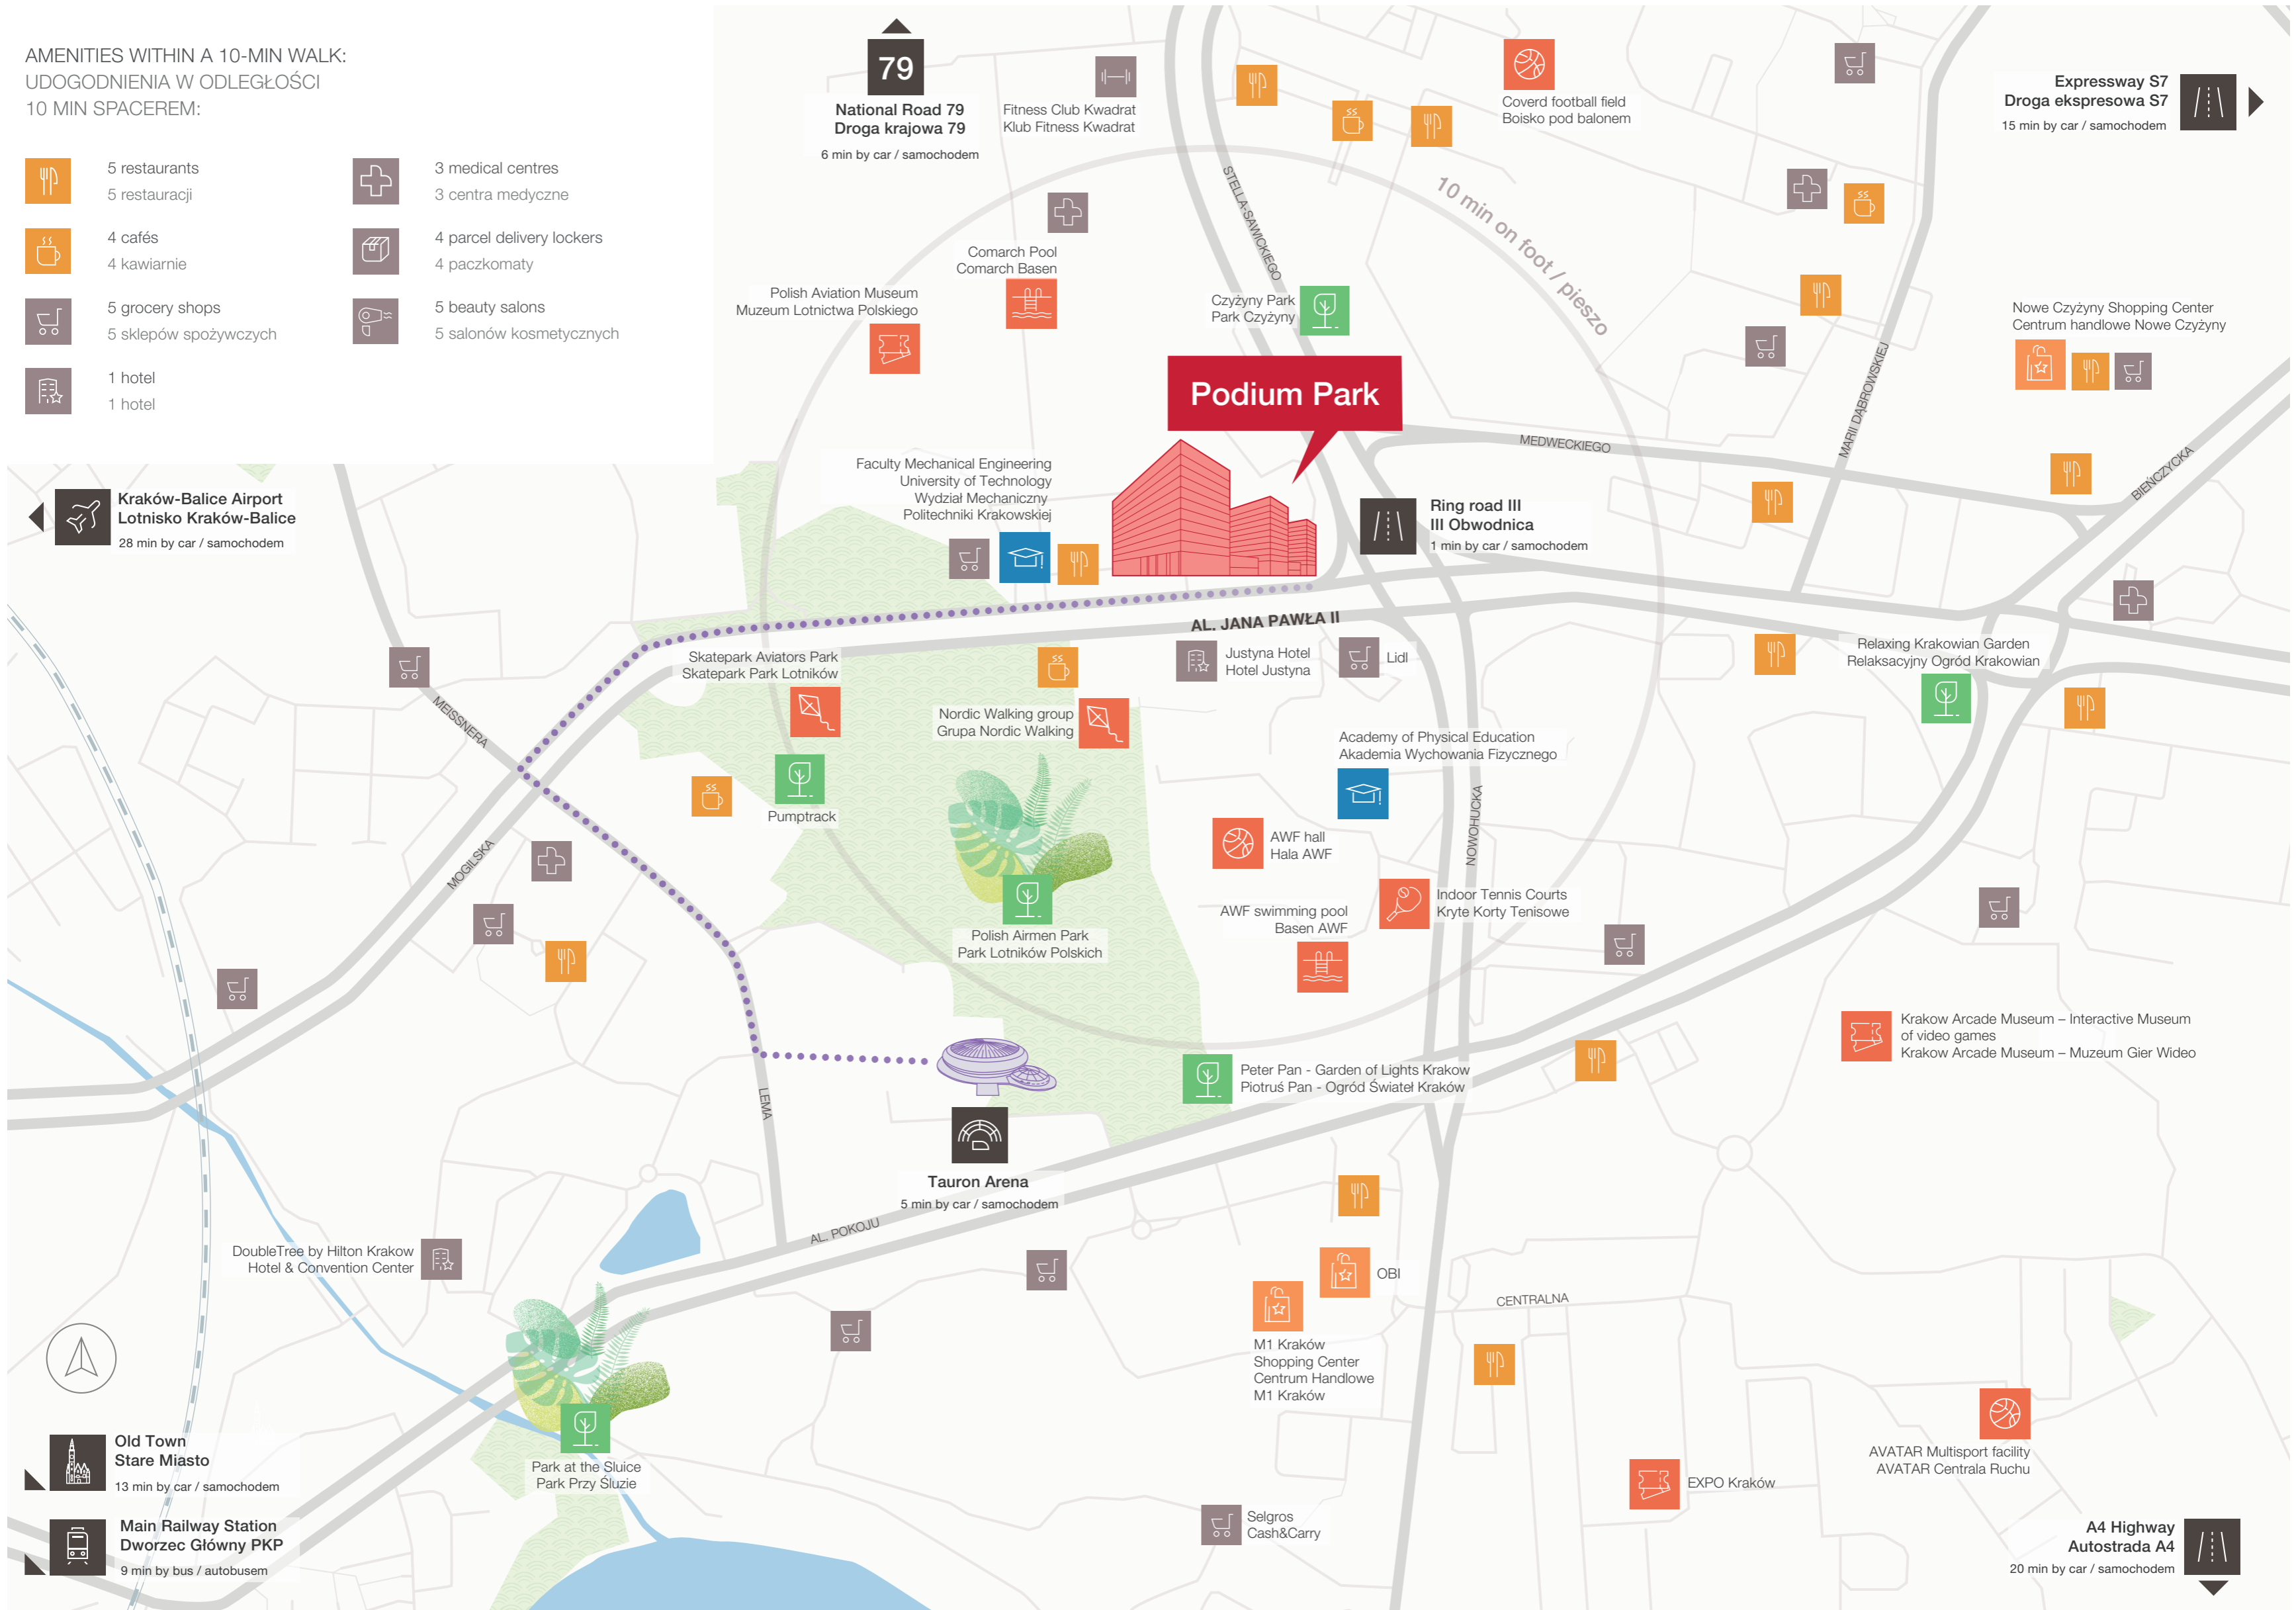 AMENITIES WITHIN A 10-MIN WALK:
UDOGODNIENIA W ODLEGŁOŚCI
10 MIN SPACEREM:
5 restaurants
5 restauracji
4 cafés
4 kawiarnie
5 grocery shops
5 sklepów spożywczych
1 hotel
1 hotel
3 medical centres
3 centra medyczne
4 parcel delivery lockers
4 paczkomaty
5 beauty salons
5 salonów kosmetycznych
79
National Road 79
Droga krajowa 79
6 min by car / samochodem
Fitness Club Kwadrat
Klub Fitness Kwadrat
Coverd football field
Boisko pod balonem
Expressway S7
Droga ekspresowa S7
15 min by car / samochodem
STELLA-SAWICKIEGO
10 min on foot / pieszo
Comarch Pool
Comarch Basen
Polish Aviation Museum
Muzeum Lotnictwa Polskiego
Czyżyny Park
Park Czyżyny
Nowe Czyżyny Shopping Center
Centrum handlowe Nowe Czyżyny
Podium Park
MARII DĄBROWSKIEJ
MEDWECKIEGO
BIEŃCZYCKA
Faculty Mechanical Engineering
University of Technology
Wydział Mechaniczny
Politechniki Krakowskiej
Kraków-Balice Airport
Lotnisko Kraków-Balice
28 min by car / samochodem
Ring road III
III Obwodnica
1 min by car / samochodem
AL. JANA PAWŁA II
Justyna Hotel
Hotel Justyna
Lidl
Relaxing Krakowian Garden
Relaksacyjny Ogród Krakowian
Skatepark Aviators Park
Skatepark Park Lotników
MEISSNERA
Nordic Walking group
Grupa Nordic Walking
Academy of Physical Education
Akademia Wychowania Fizycznego
Pumptrack
NOWOHUCKA
MOGILSKA
AWF hall
Hala AWF
Indoor Tennis Courts
Kryte Korty Tenisowe
AWF swimming pool
Basen AWF
Polish Airmen Park
Park Lotników Polskich
Krakow Arcade Museum – Interactive Museum
of video games
Krakow Arcade Museum – Muzeum Gier Wideo
Peter Pan - Garden of Lights Krakow
Piotruś Pan - Ogród Świateł Kraków
LEMA
Tauron Arena
5 min by car / samochodem
AL. POKOJU
DoubleTree by Hilton Krakow
Hotel & Convention Center
OBI
CENTRALNA
M1 Kraków
Shopping Center
Centrum Handlowe
M1 Kraków
Old Town
Stare Miasto
13 min by car / samochodem
Park at the Sluice
Park Przy Śluzie
AVATAR Multisport facility
AVATAR Centrala Ruchu
EXPO Kraków
Selgros
Cash&Carry
Main Railway Station
Dworzec Główny PKP
9 min by bus / autobusem
A4 Highway
Autostrada A4
20 min by car / samochodem